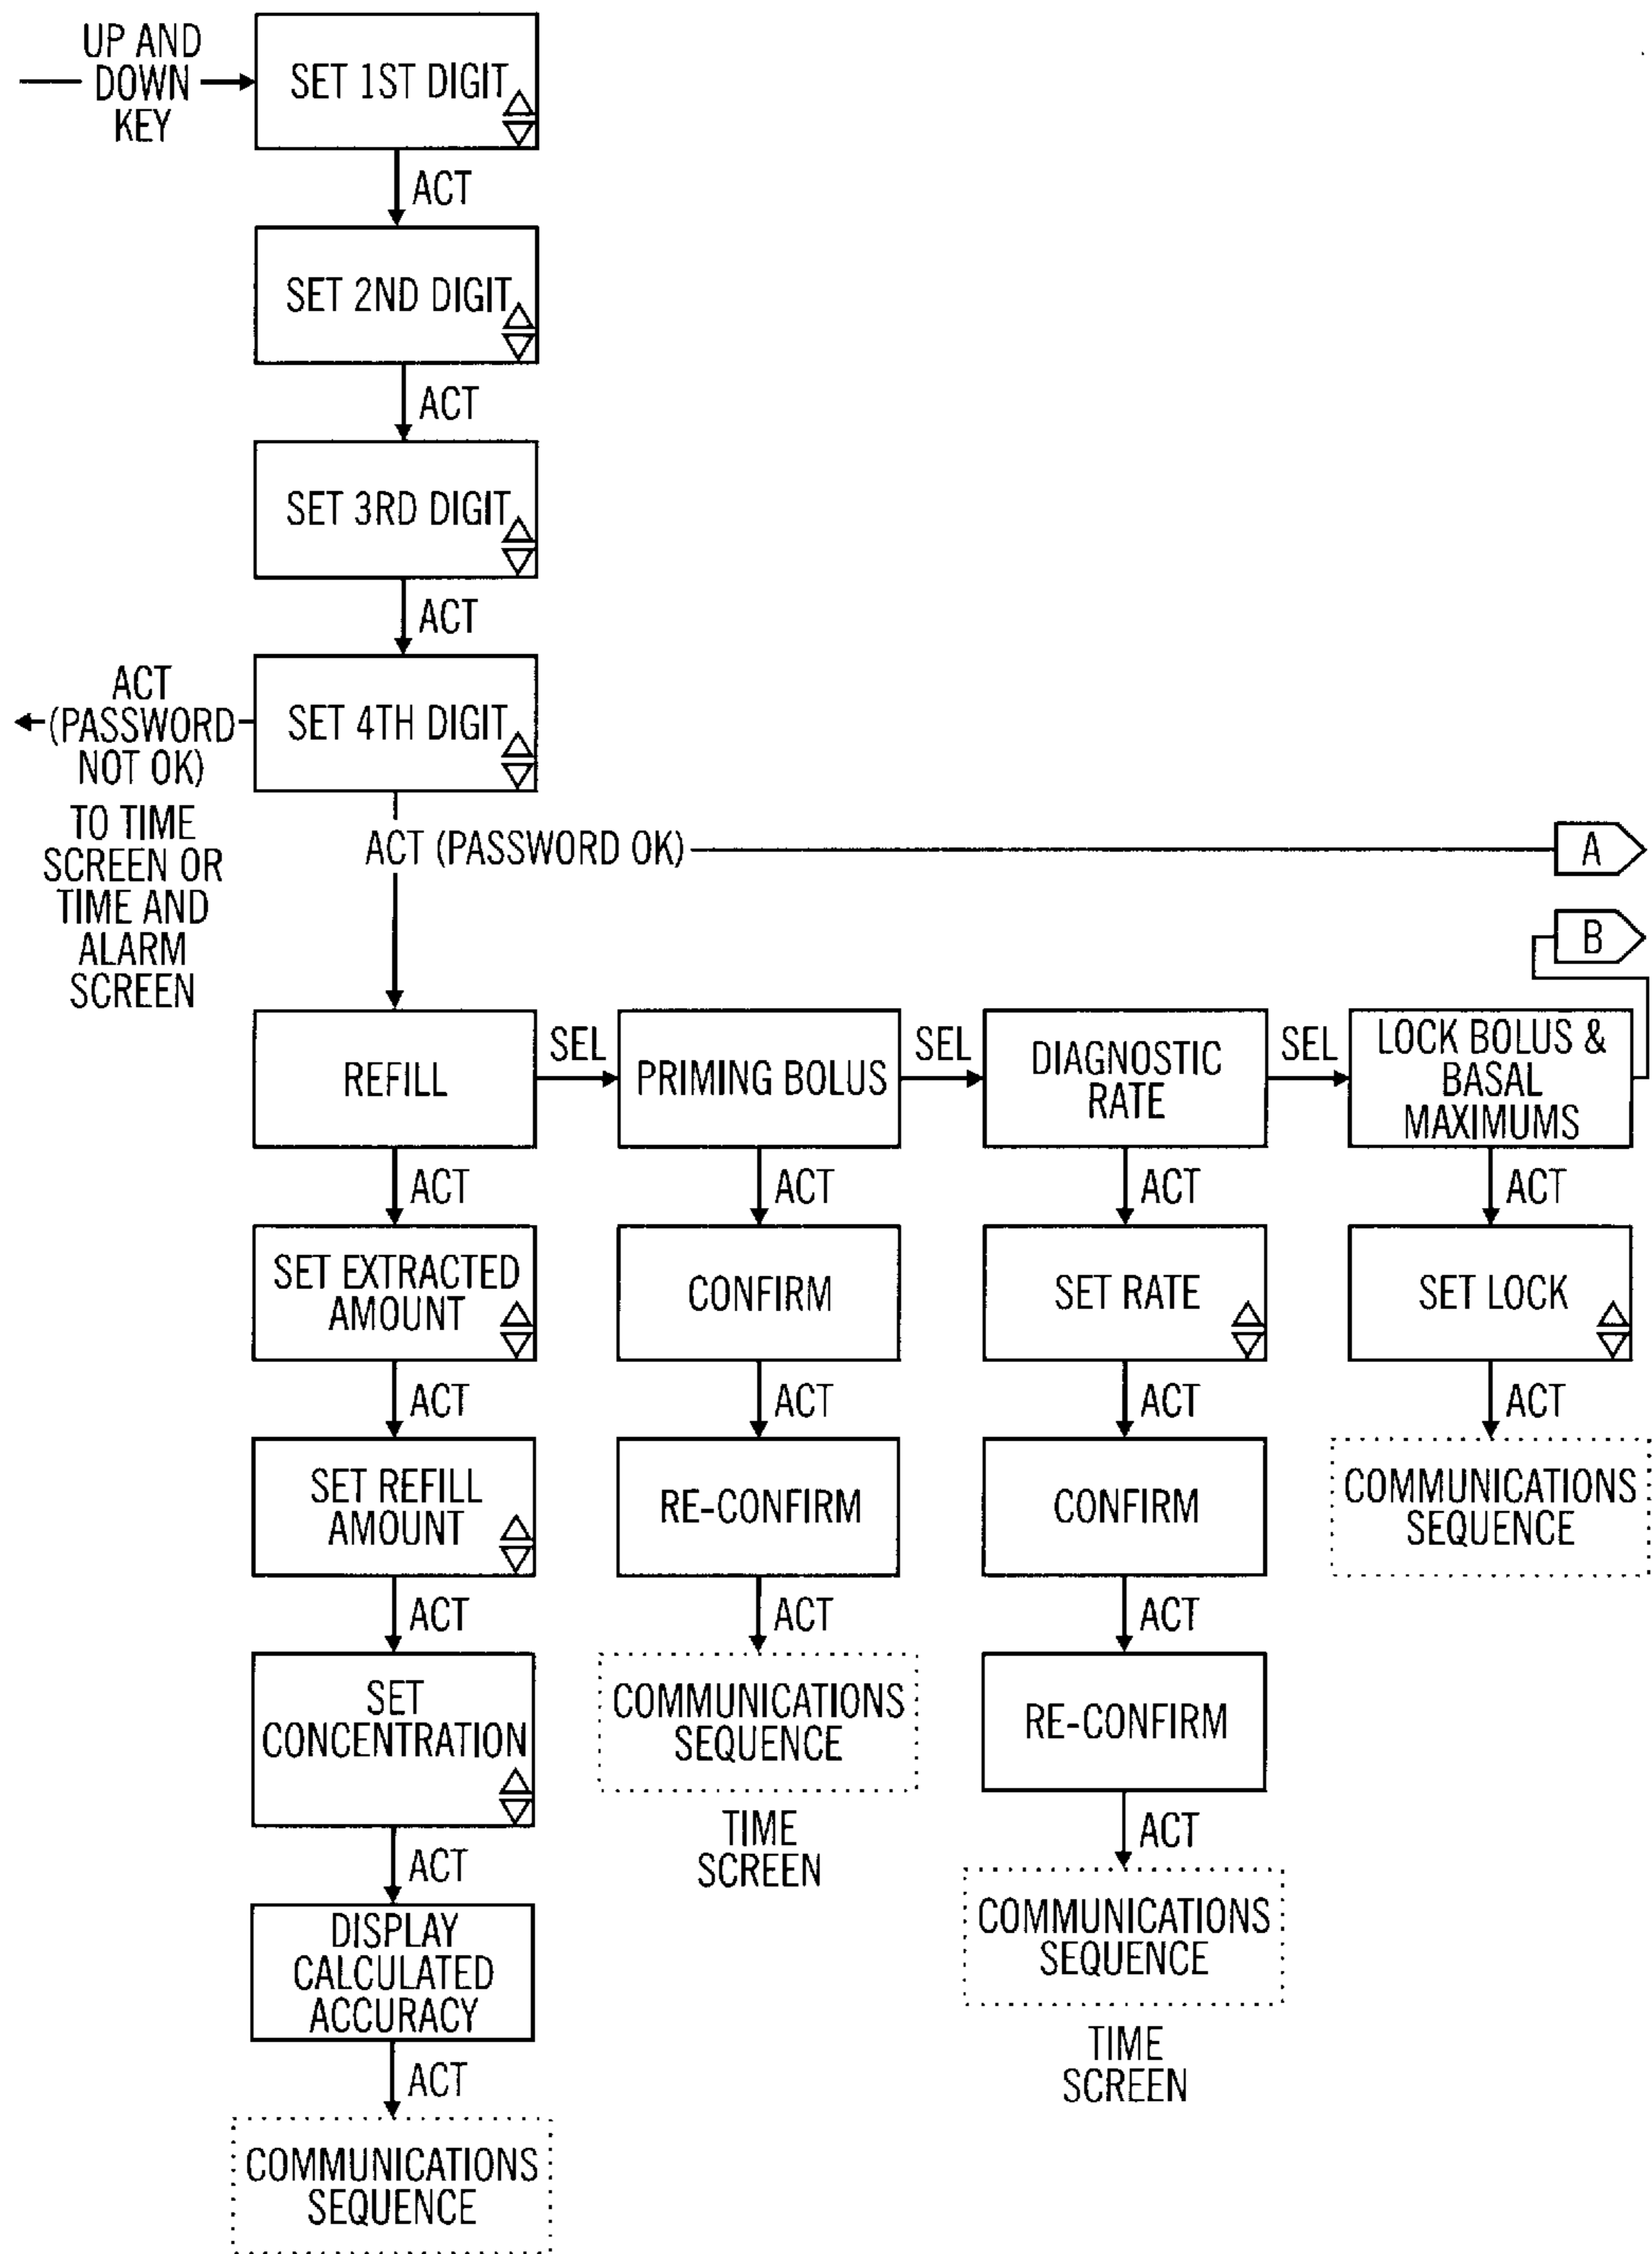 UP AND
DOWN
KEY
SET 1ST DIGIT
ACT
SET 2ND DIGIT
ACT
SET 3RD DIGIT
ACT
SET 4TH DIGIT
ACT
(PASSWORD
NOT OK)
TO TIME
SCREEN OR
TIME AND
ALARM
SCREEN
ACT (PASSWORD OK)
A
B
REFILL
SEL
PRIMING BOLUS
SEL
DIAGNOSTIC
RATE
SEL
LOCK BOLUS &
BASAL
MAXIMUMS
ACT
ACT
ACT
ACT
SET EXTRACTED
AMOUNT
CONFIRM
SET RATE
SET LOCK
ACT
ACT
ACT
ACT
SET REFILL
AMOUNT
RE-CONFIRM
CONFIRM
COMMUNICATIONS
SEQUENCE
ACT
ACT
ACT
SET
CONCENTRATION
COMMUNICATIONS
SEQUENCE
TIME
SCREEN
RE-CONFIRM
ACT
ACT
DISPLAY
CALCULATED
ACCURACY
COMMUNICATIONS
SEQUENCE
TIME
SCREEN
ACT
COMMUNICATIONS
SEQUENCE